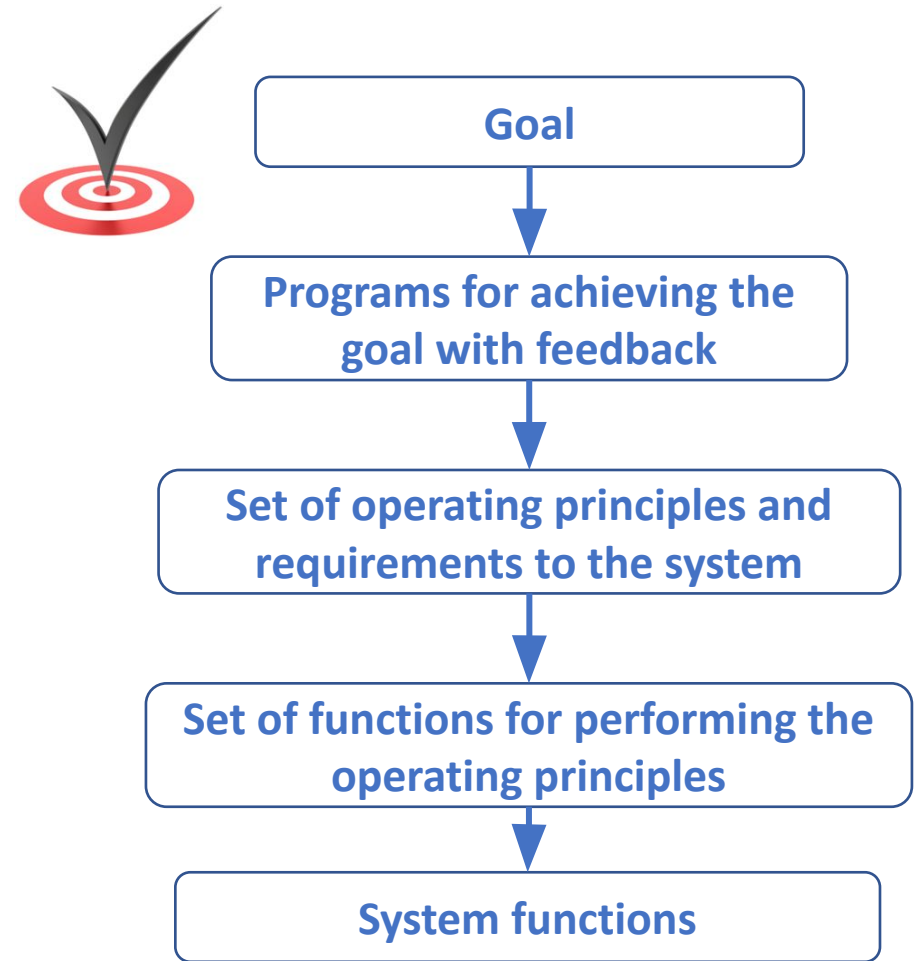 Goal
Programs for achieving the
goal with feedback
Set of operating principles and
requirements to the system
Set of functions for performing the
operating principles
System functions